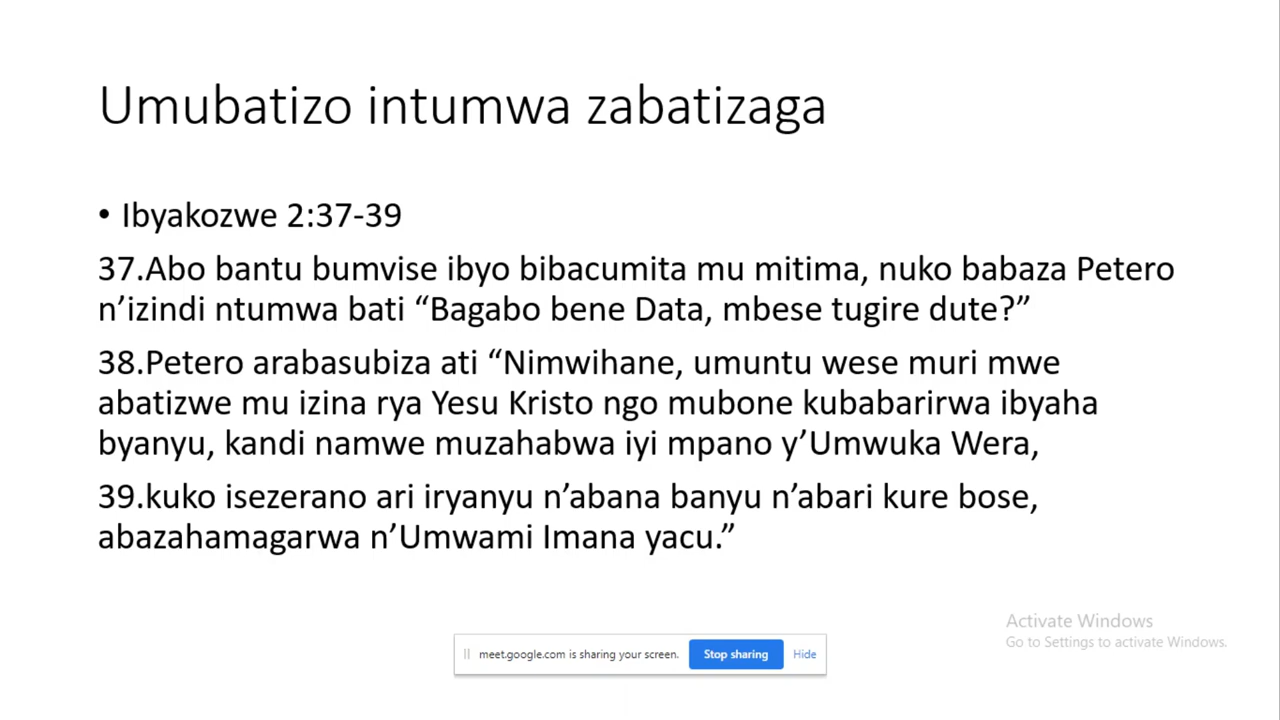 Umubatizo intumwa zabatizaga
• Ibyakozwe 2:37-39
37.Abo bantu bumvise ibyo bibacumita mu mitima, nuko babaza Petero
n’izindi ntumwa bati “Bagabo bene Data, mbese tugire dute?”
38.Petero arabasubiza ati “Nimwihane, umuntu wese muri mwe
abatizwe mu izina rya Yesu Kristo ngo mubone kubabarirwa ibyaha
byanyu, kandi namwe muzahabwa iyi mpano y’Umwuka Wera,
39.kuko isezerano ari iryanyu n’abana banyu n’abari kure bose,
abazahamagarwa n’Umwami Imana yacu.”
Activate Windows
Go to Settings to activate Windows.
meet.google.com is sharing your screen. Stop sharing Hide